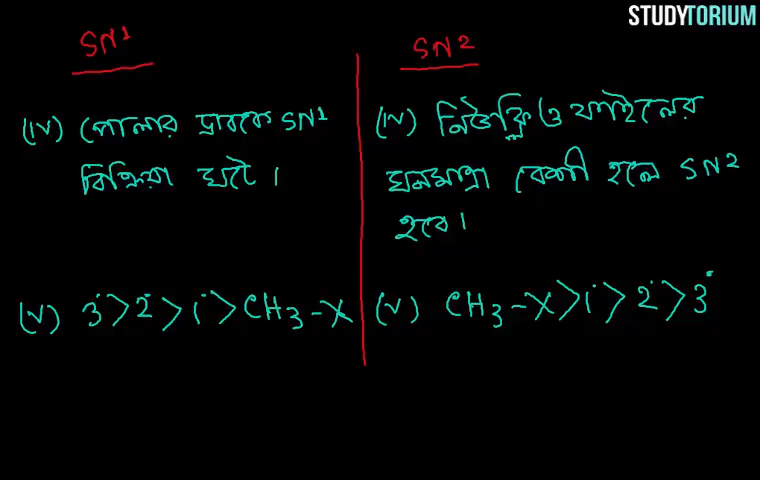 STUDYTORIUM
SN¹
(IV) পোলার দ্রাবকে SN¹
বিক্রিয়া ঘটে।
(V) 3° > 2° > 1° > CH₃-X
SN²
(IV) নিউক্লিওফাইলের
ঘনমাত্রা বেশী হলে SN²
হবে।
(V) CH₃-X > 1° > 2° > 3°